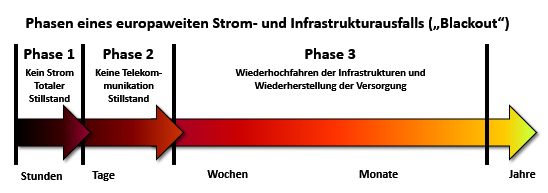 Phasen eines europaweiten Strom- und Infrastrukturausfalls („Blackout“)
Phase 1
Kein Strom
Totaler
Stillstand
Phase 2
Keine Telekom-
munikation
Stillstand
Phase 3
Wiederhochfahren der Infrastrukturen und
Wiederherstellung der Versorgung
Stunden
Tage
Wochen
Monate
Jahre